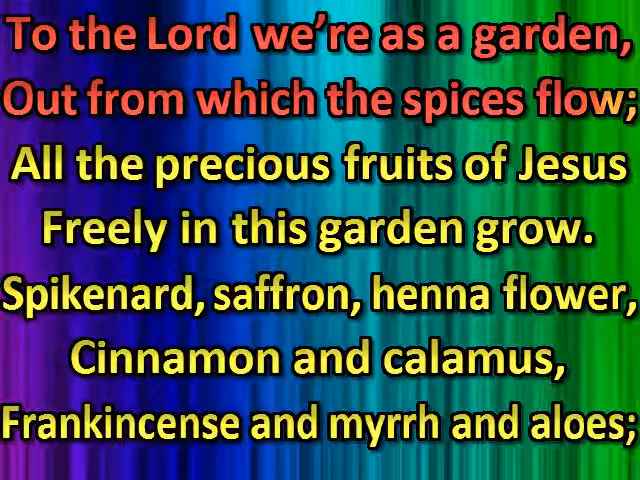 To the Lord we’re as a garden,
Out from which the spices flow;
All the precious fruits of Jesus
Freely in this garden grow.
Spikenard, saffron, henna flower,
Cinnamon and calamus,
Frankincense and myrrh and aloes;